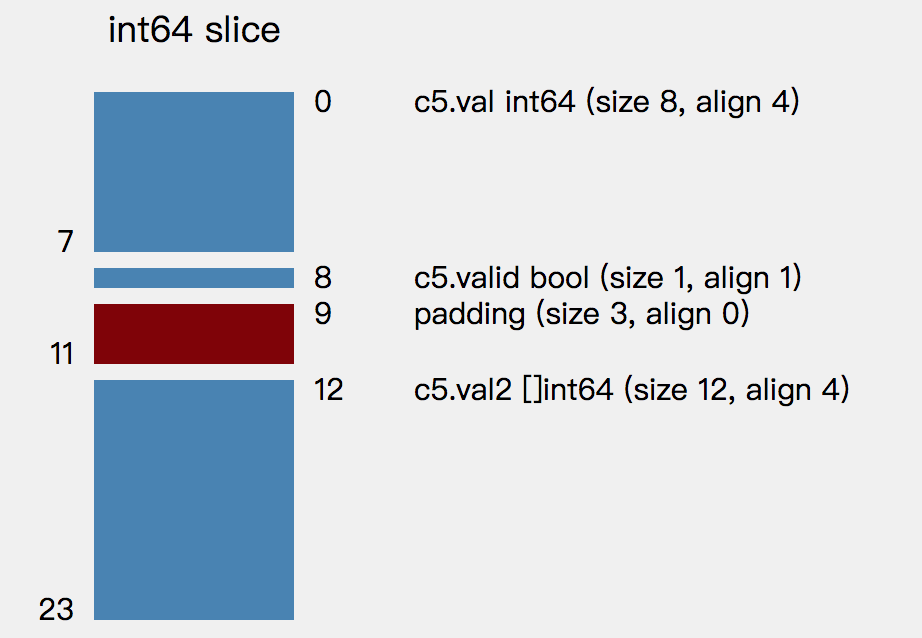 int64 slice
0 c5.val int64 (size 8, align 4)
7
8 c5.valid bool (size 1, align 1)
9 padding (size 3, align 0)
11
12 c5.val2 []int64 (size 12, align 4)
23